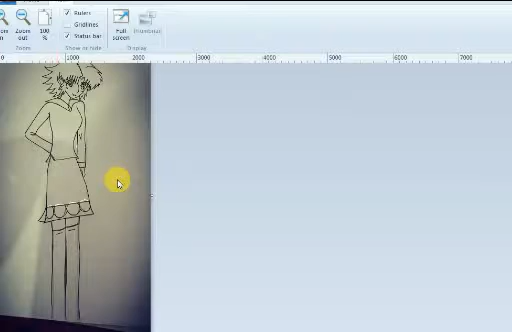 Zoom out
100 %
Rulers
Gridlines
Status bar
Full screen
Thumbnail
Zoom
Show or hide
Display
0 1000 2000 3000 4000 5000 6000 7000